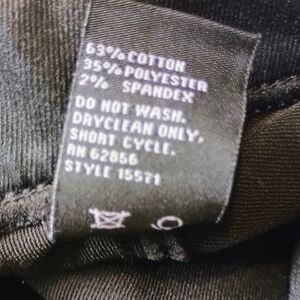 63% COTTON
35% POLYESTER
2% SPANDEX
DO NOT WASH.
DRYCLEAN ONLY,
SHORT CYCLE.
RN 62856
STYLE 15571